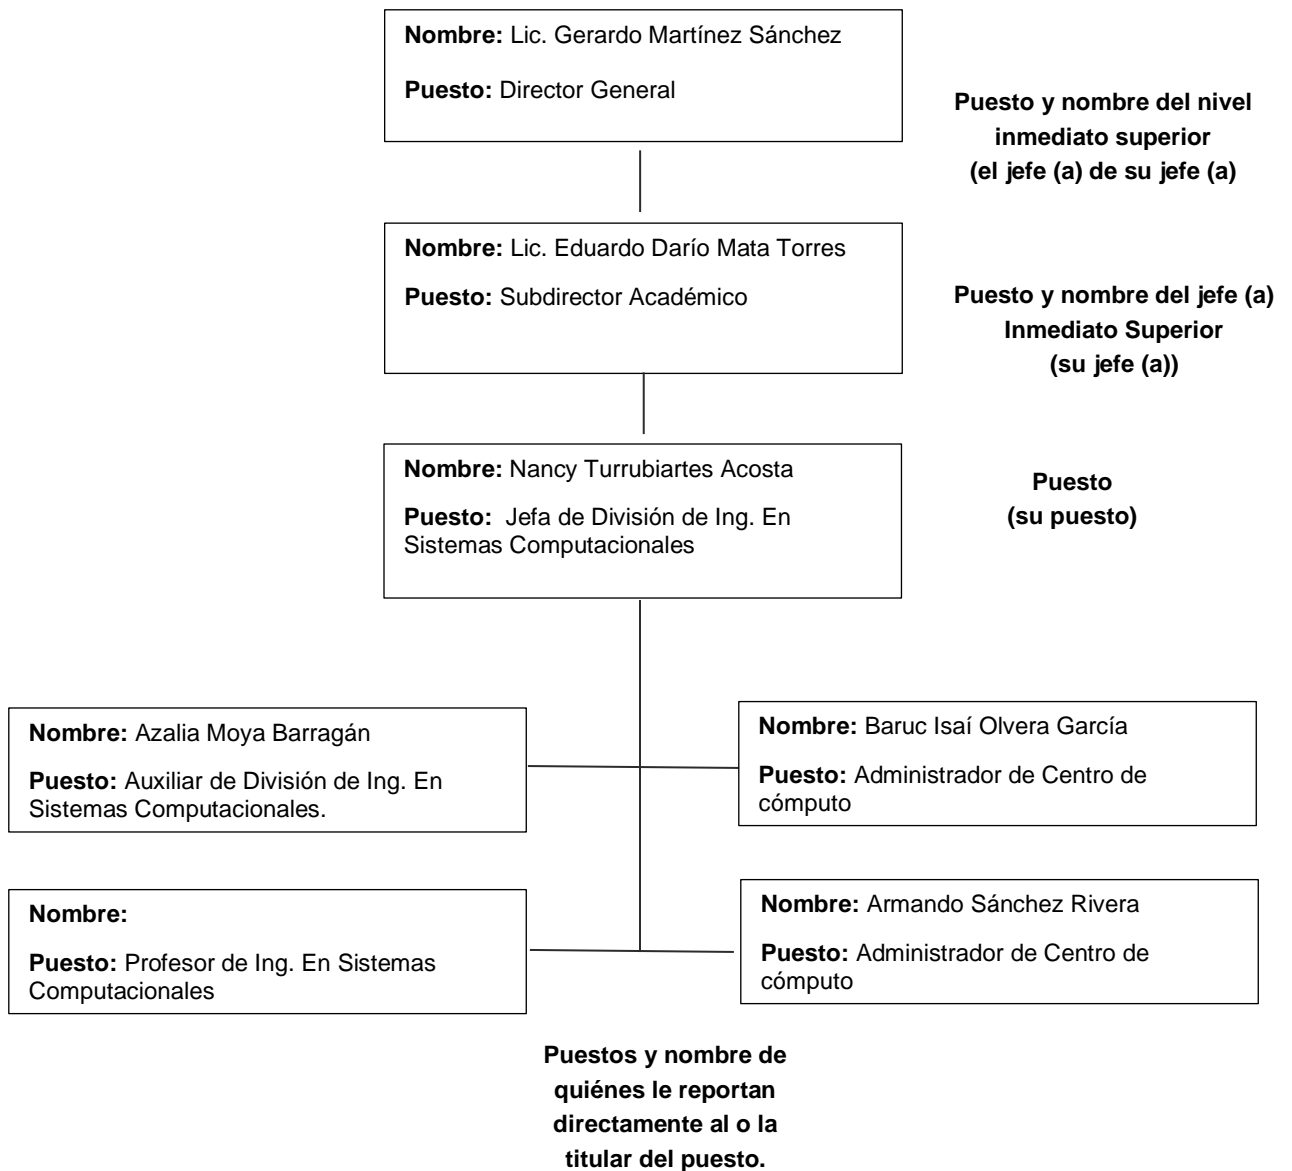 Nombre: Lic. Gerardo Martínez Sánchez
Puesto: Director General
Puesto y nombre del nivel
inmediato superior
(el jefe (a) de su jefe (a)
Nombre: Lic. Eduardo Darío Mata Torres
Puesto: Subdirector Académico
Puesto y nombre del jefe (a)
Inmediato Superior
(su jefe (a))
Nombre: Nancy Turrubiartes Acosta
Puesto: Jefa de División de Ing. En
Sistemas Computacionales
Puesto
(su puesto)
Nombre: Azalia Moya Barragán
Puesto: Auxiliar de División de Ing. En
Sistemas Computacionales.
Nombre: Baruc Isaí Olvera García
Puesto: Administrador de Centro de
cómputo
Nombre:
Puesto: Profesor de Ing. En Sistemas
Computacionales
Nombre: Armando Sánchez Rivera
Puesto: Administrador de Centro de
cómputo
Puestos y nombre de
quiénes le reportan
directamente al o la
titular del puesto.